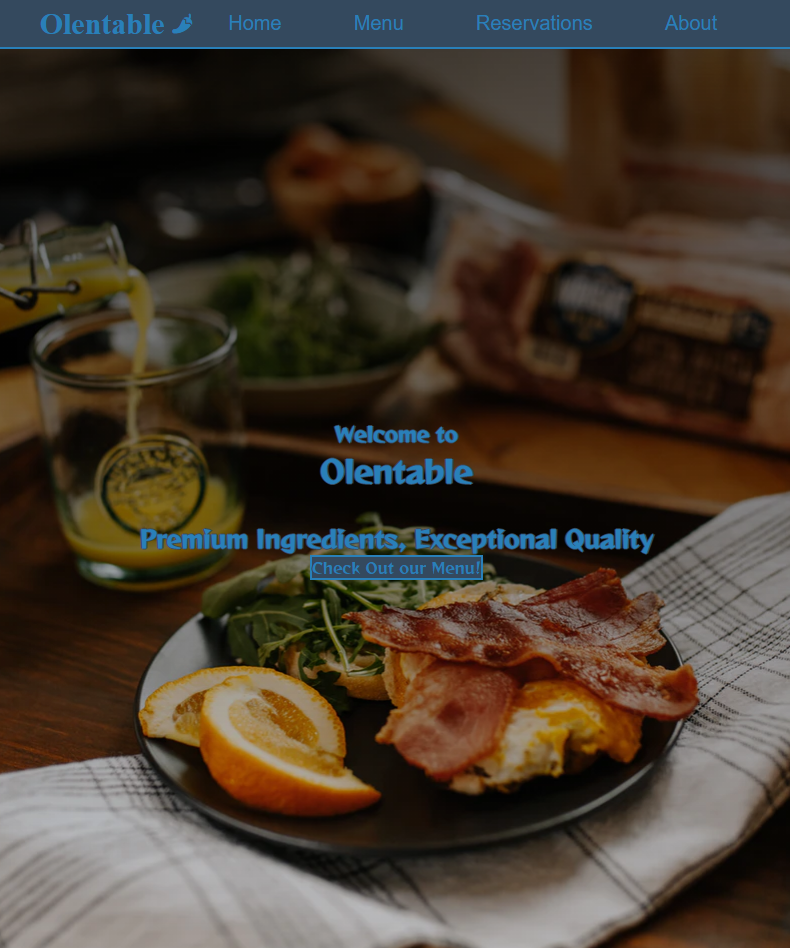 Olentable
Home
Menu
Reservations
About
Welcome to
Olentable
Premium Ingredients, Exceptional Quality
Check Out our Menu!